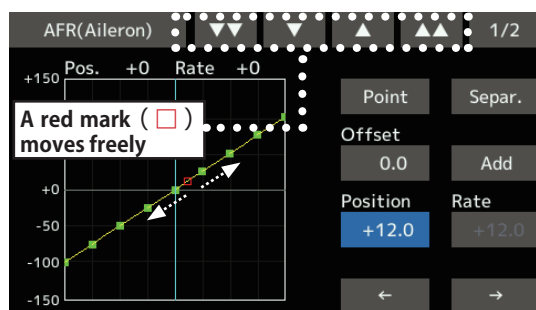 AFR(Aileron) ▼▼ ▼ ▲ ▲▲ 1/2
Pos. +0 Rate +0
+150
A red mark ( □ )
moves freely
+0
-50
-100
-150
Point Separ.
Offset
0.0 Add
Position Rate
+12.0 +12.0
← →